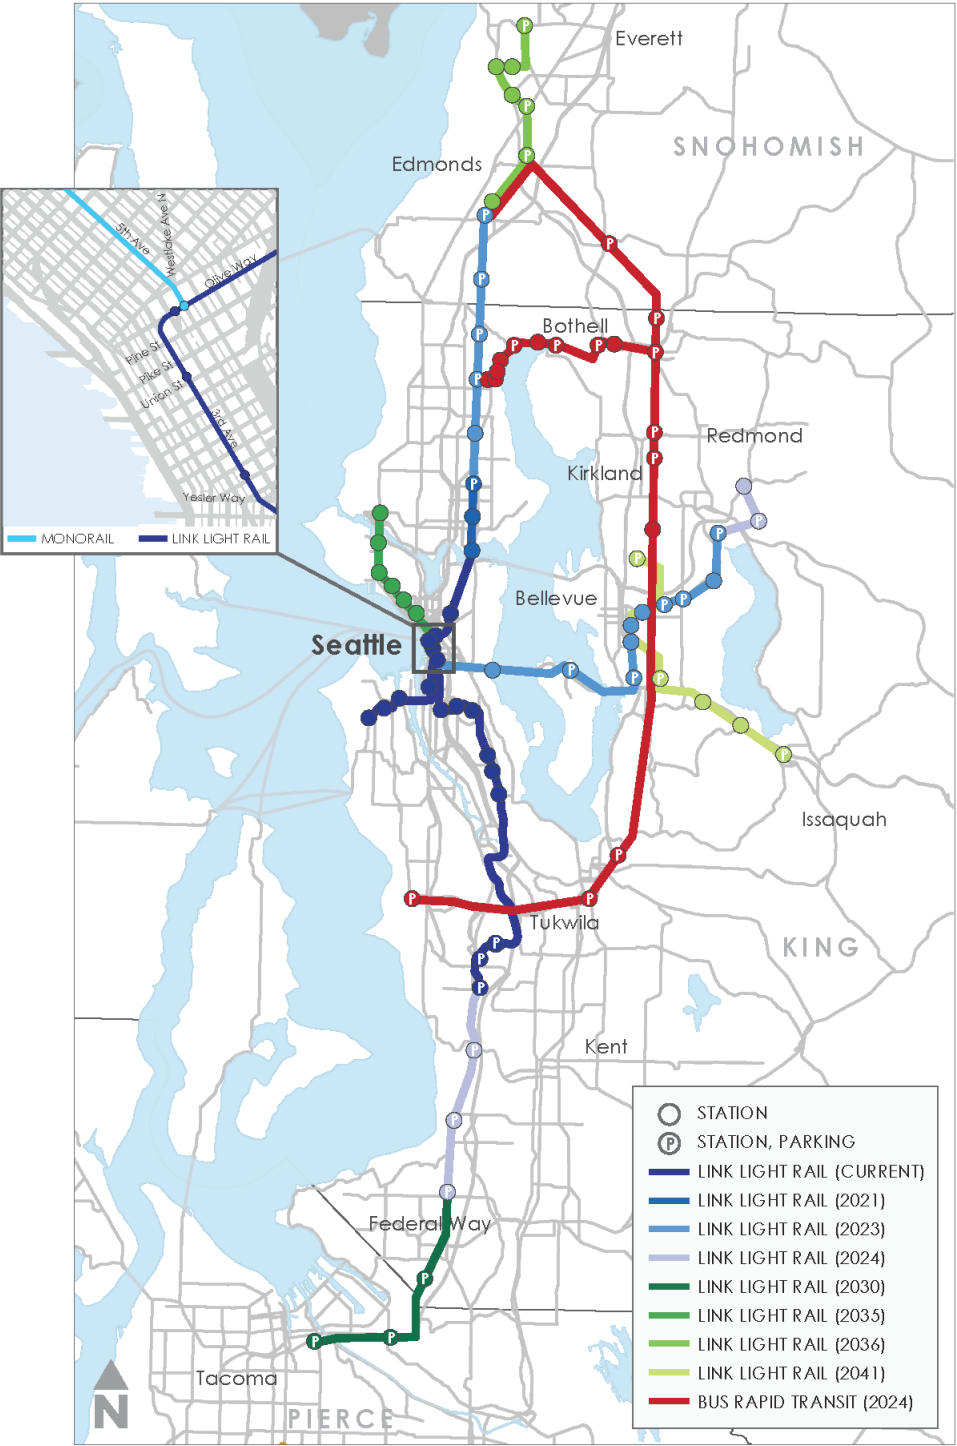 Everett
SNOHOMISH
Edmonds
5th Ave
Westlake Ave N
Olive Way
Pine St
Pike St
Union St
3rd Ave
Yesler Way
MONORAIL
LINK LIGHT RAIL
Bothell
Redmond
Kirkland
Bellevue
Seattle
Issaquah
Tukwila
KING
Kent
Federal Way
Tacoma
PIERCE
N
STATION
P STATION, PARKING
LINK LIGHT RAIL (CURRENT)
LINK LIGHT RAIL (2021)
LINK LIGHT RAIL (2023)
LINK LIGHT RAIL (2024)
LINK LIGHT RAIL (2030)
LINK LIGHT RAIL (2035)
LINK LIGHT RAIL (2036)
LINK LIGHT RAIL (2041)
BUS RAPID TRANSIT (2024)